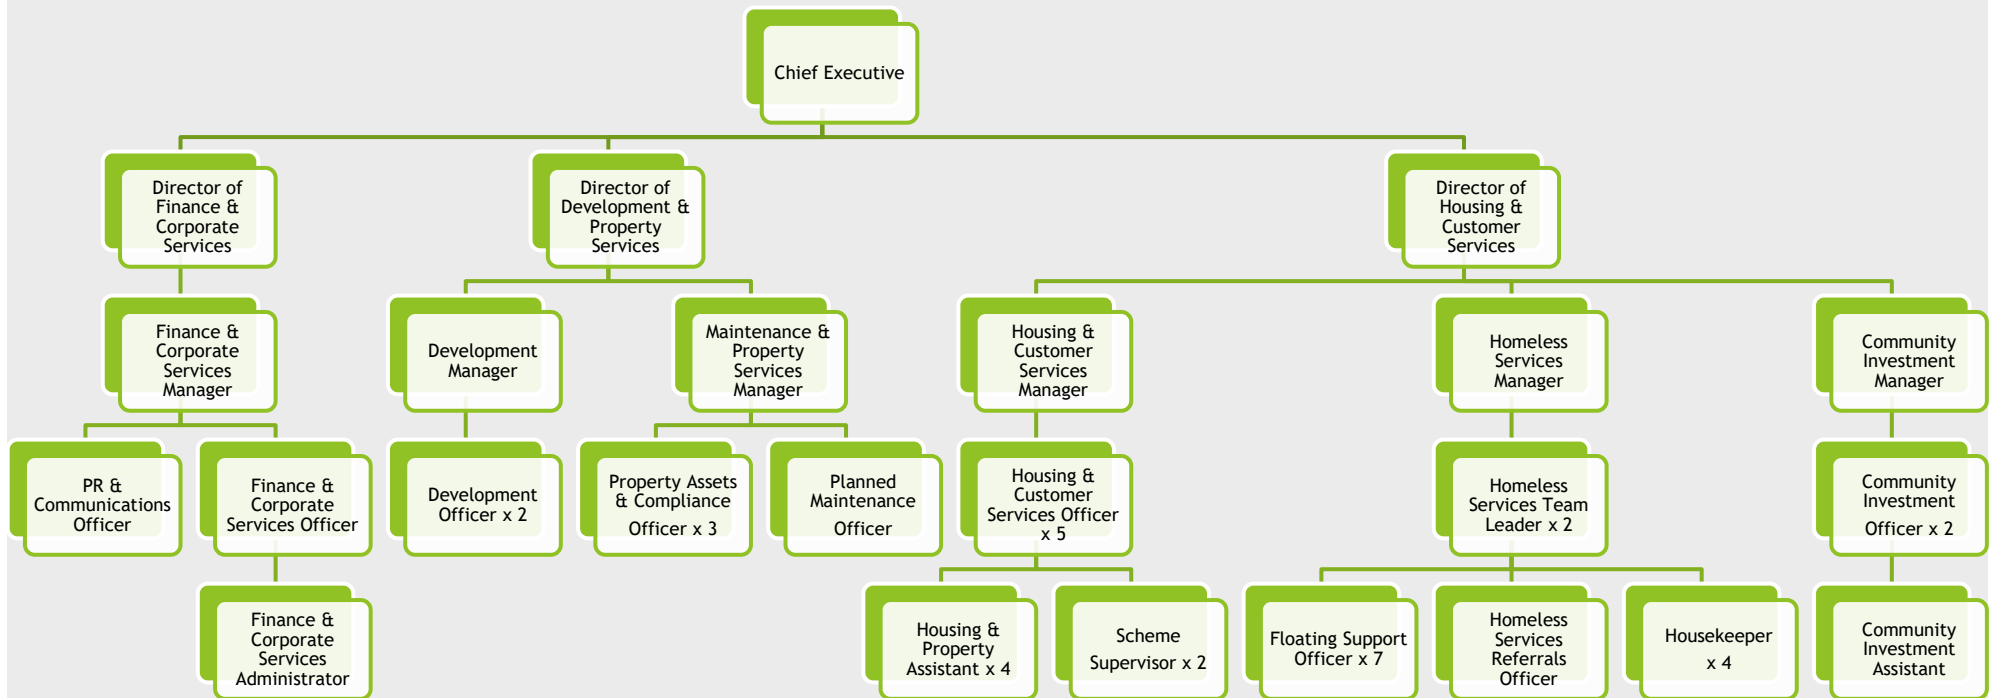 Chief Executive
Director of
Finance &
Corporate
Services
Director of
Development &
Property
Services
Director of
Housing &
Customer
Services
Finance &
Corporate
Services
Manager
Development
Manager
Maintenance &
Property
Services
Manager
Housing &
Customer
Services
Manager
Homeless
Services
Manager
Community
Investment
Manager
PR &
Communications
Officer
Finance &
Corporate
Services Officer
Development
Officer x 2
Property Assets
& Compliance
Officer x 3
Planned
Maintenance
Officer
Housing &
Customer
Services Officer
x 5
Homeless
Services Team
Leader x 2
Community
Investment
Officer x 2
Finance &
Corporate
Services
Administrator
Housing &
Property
Assistant x 4
Scheme
Supervisor x 2
Floating Support
Officer x 7
Homeless
Services
Referrals
Officer
Housekeeper
x 4
Community
Investment
Assistant